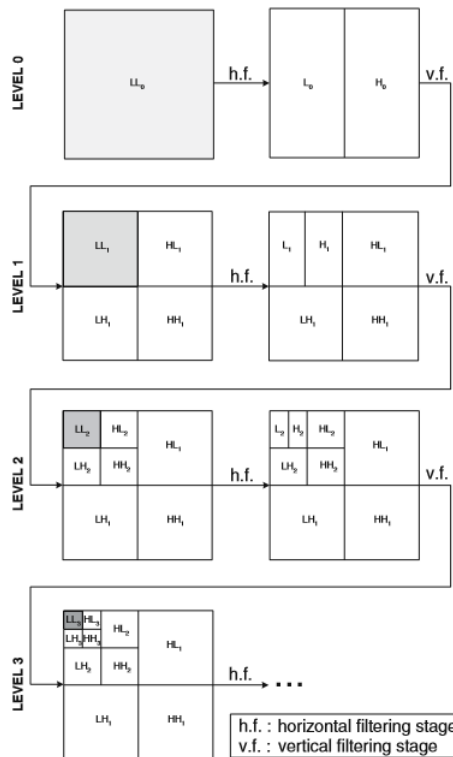 LEVEL 0
LL₀
h.f.
L₀ H₀
v.f.
LEVEL 1
LL₁ HL₁
LH₁ HH₁
h.f.
L₁ H₁ HL₁
LH₁ HH₁
v.f.
LEVEL 2
LL₂ HL₂ HL₁
LH₂ HH₂
LH₁ HH₁
h.f.
L₂ H₂ HL₂ HL₁
LH₂ HH₂
LH₁ HH₁
v.f.
LEVEL 3
LL₃ HL₃ HL₂ HL₁
LH₃ HH₃
LH₂ HH₂
LH₁ HH₁
h.f.
...
h.f. : horizontal filtering stage
v.f. : vertical filtering stage